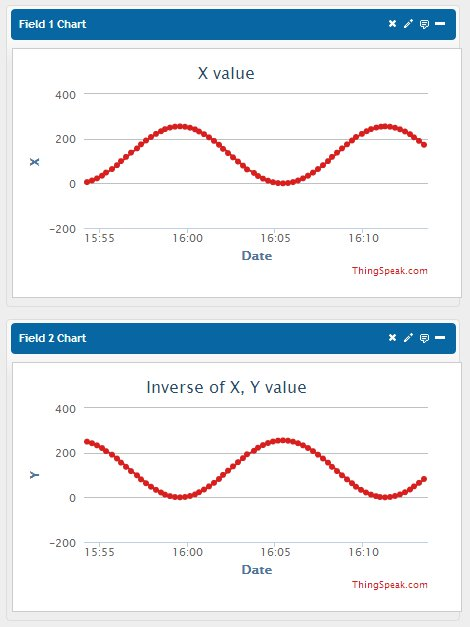 Field 1 Chart
X value
400
200
0
-200
X
15:55 16:00 16:05 16:10
Date
ThingSpeak.com
Field 2 Chart
Inverse of X, Y value
400
200
0
-200
Y
15:55 16:00 16:05 16:10
Date
ThingSpeak.com